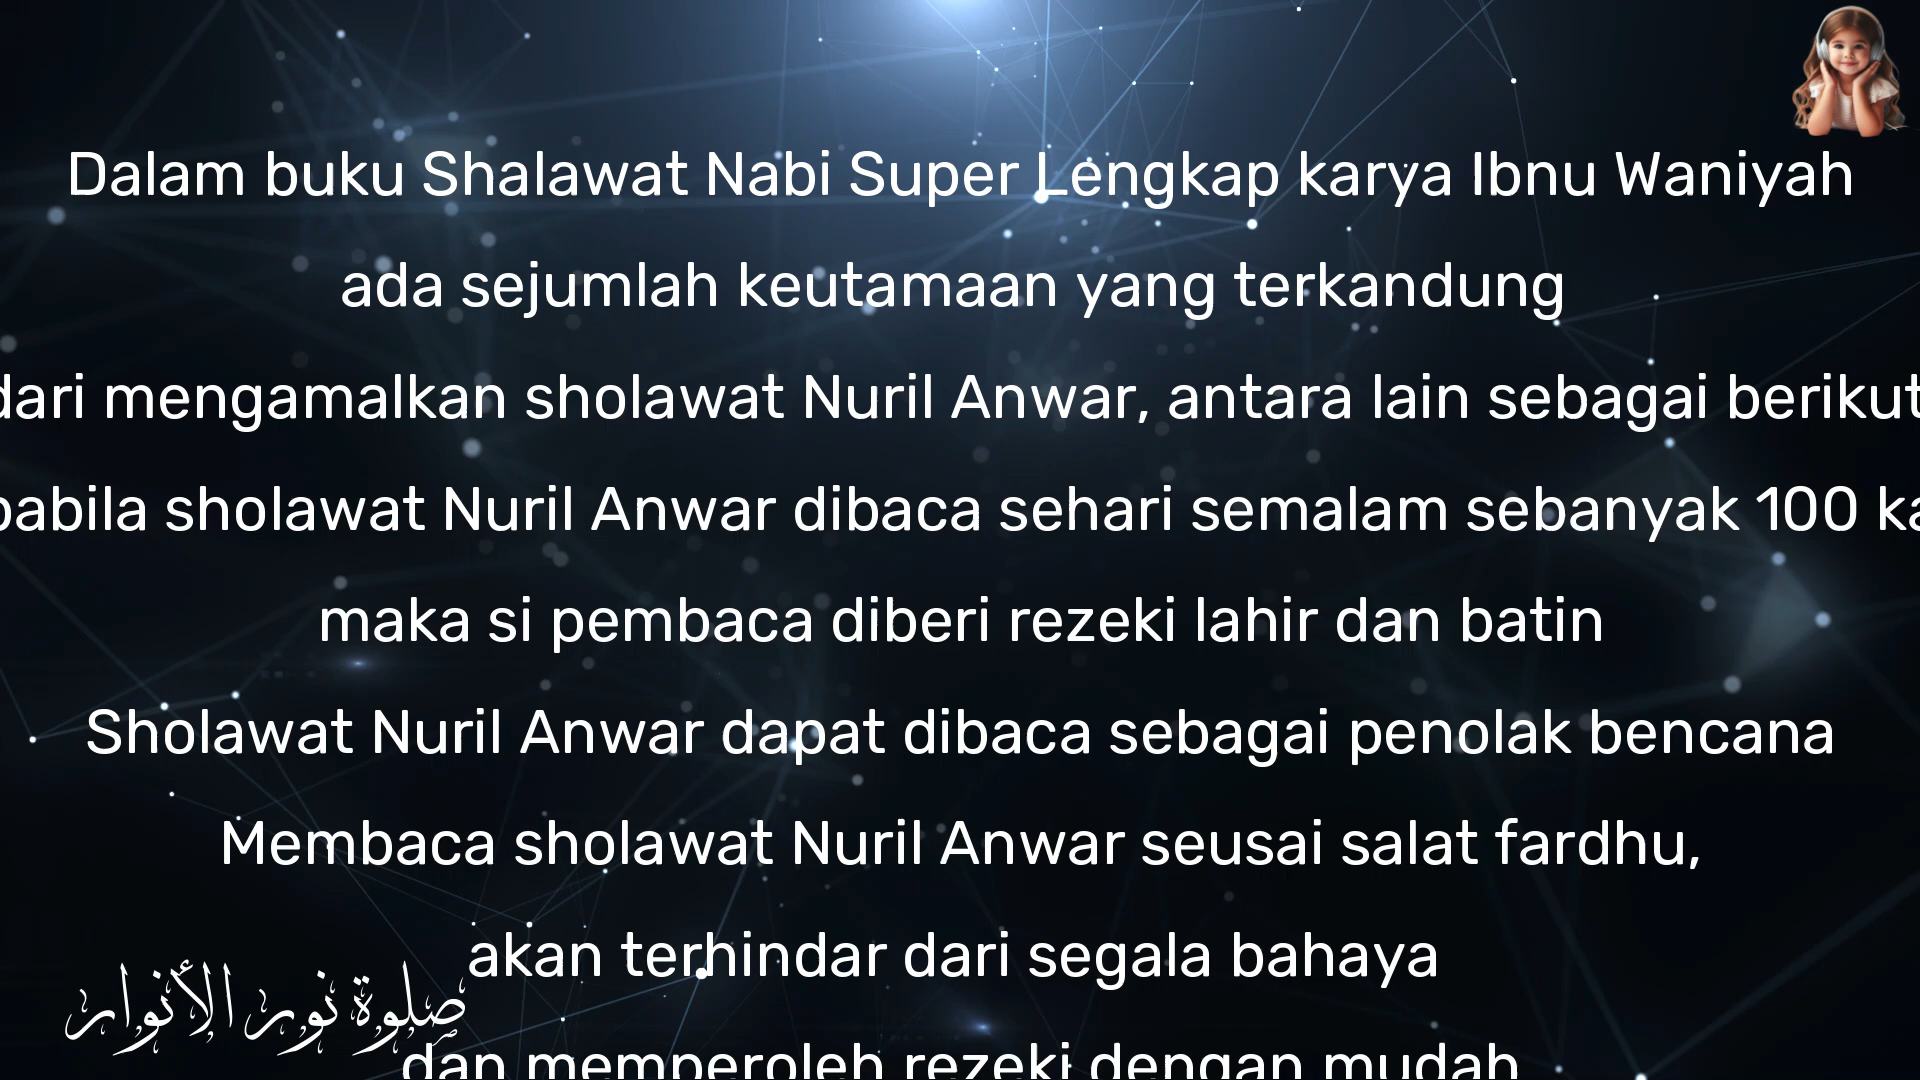 Dalam buku Shalawat Nabi Super Lengkap karya Ibnu Waniyah
ada sejumlah keutamaan yang terkandung
dari mengamalkan sholawat Nuril Anwar, antara lain sebagai berikut
sholawat Nuril Anwar dibaca sehari semalam sebanyak 100
maka si pembaca diberi rezeki lahir dan batin
Sholawat Nuril Anwar dapat dibaca sebagai penolak bencana
Membaca sholawat Nuril Anwar seusai salat fardhu,
akan terhindar dari segala bahaya
صلوة نور الأنوار
dan memperoleh rezeki dengan mudah